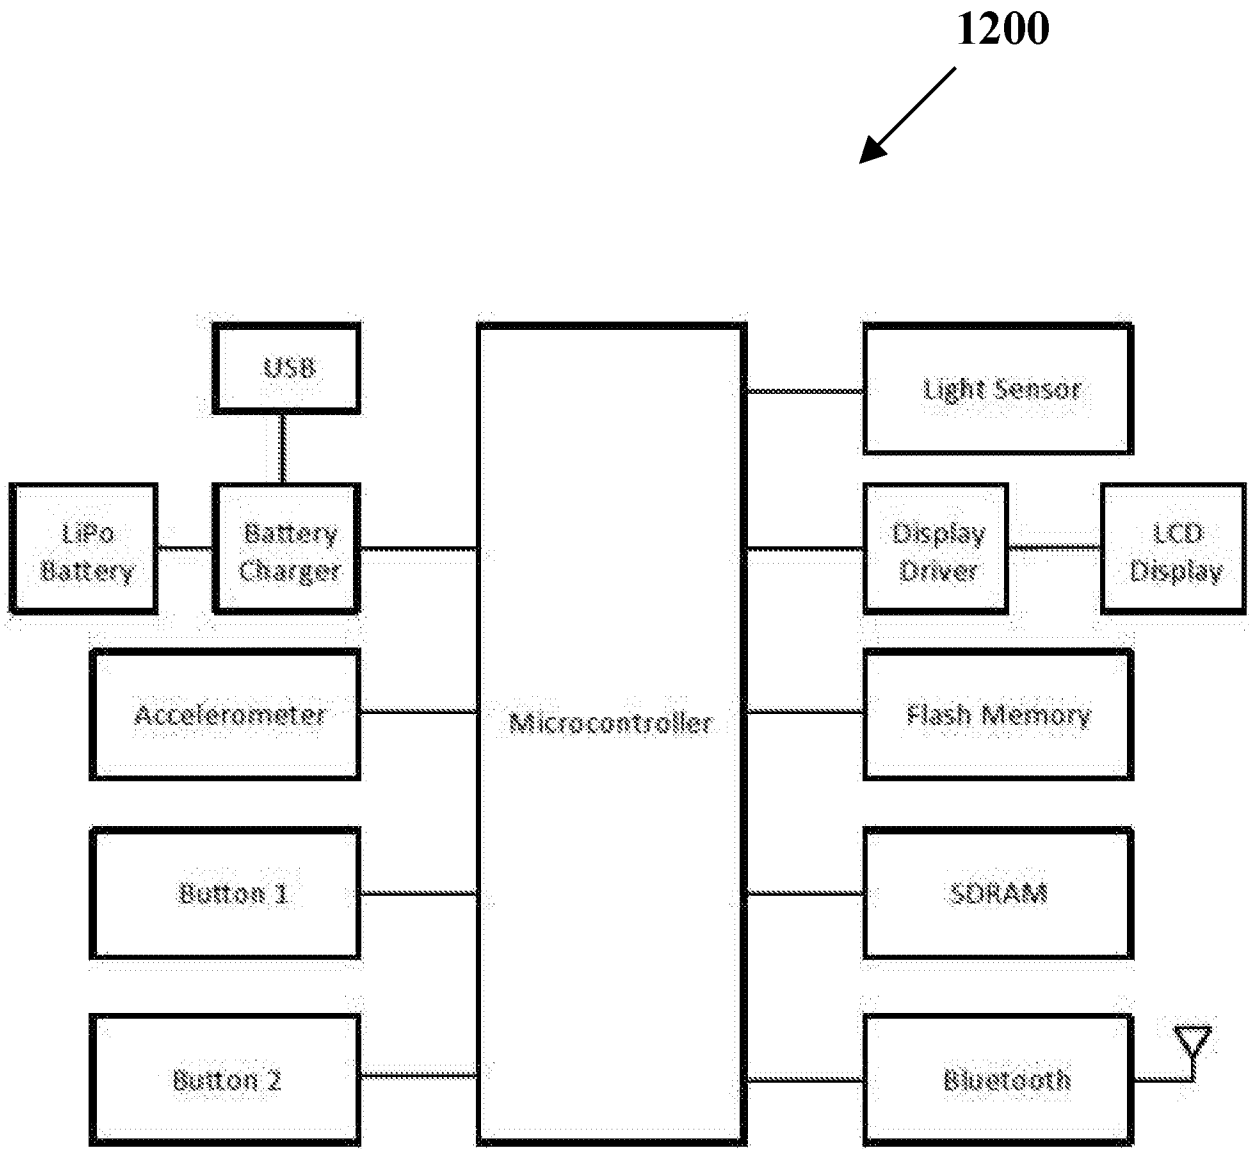 1200
USB
Light Sensor
LiPo
Battery
Battery
Charger
Display
Driver
LCD
Display
Accelerometer
Microcontroller
Flash Memory
Button 1
SDRAM
Button 2
Bluetooth